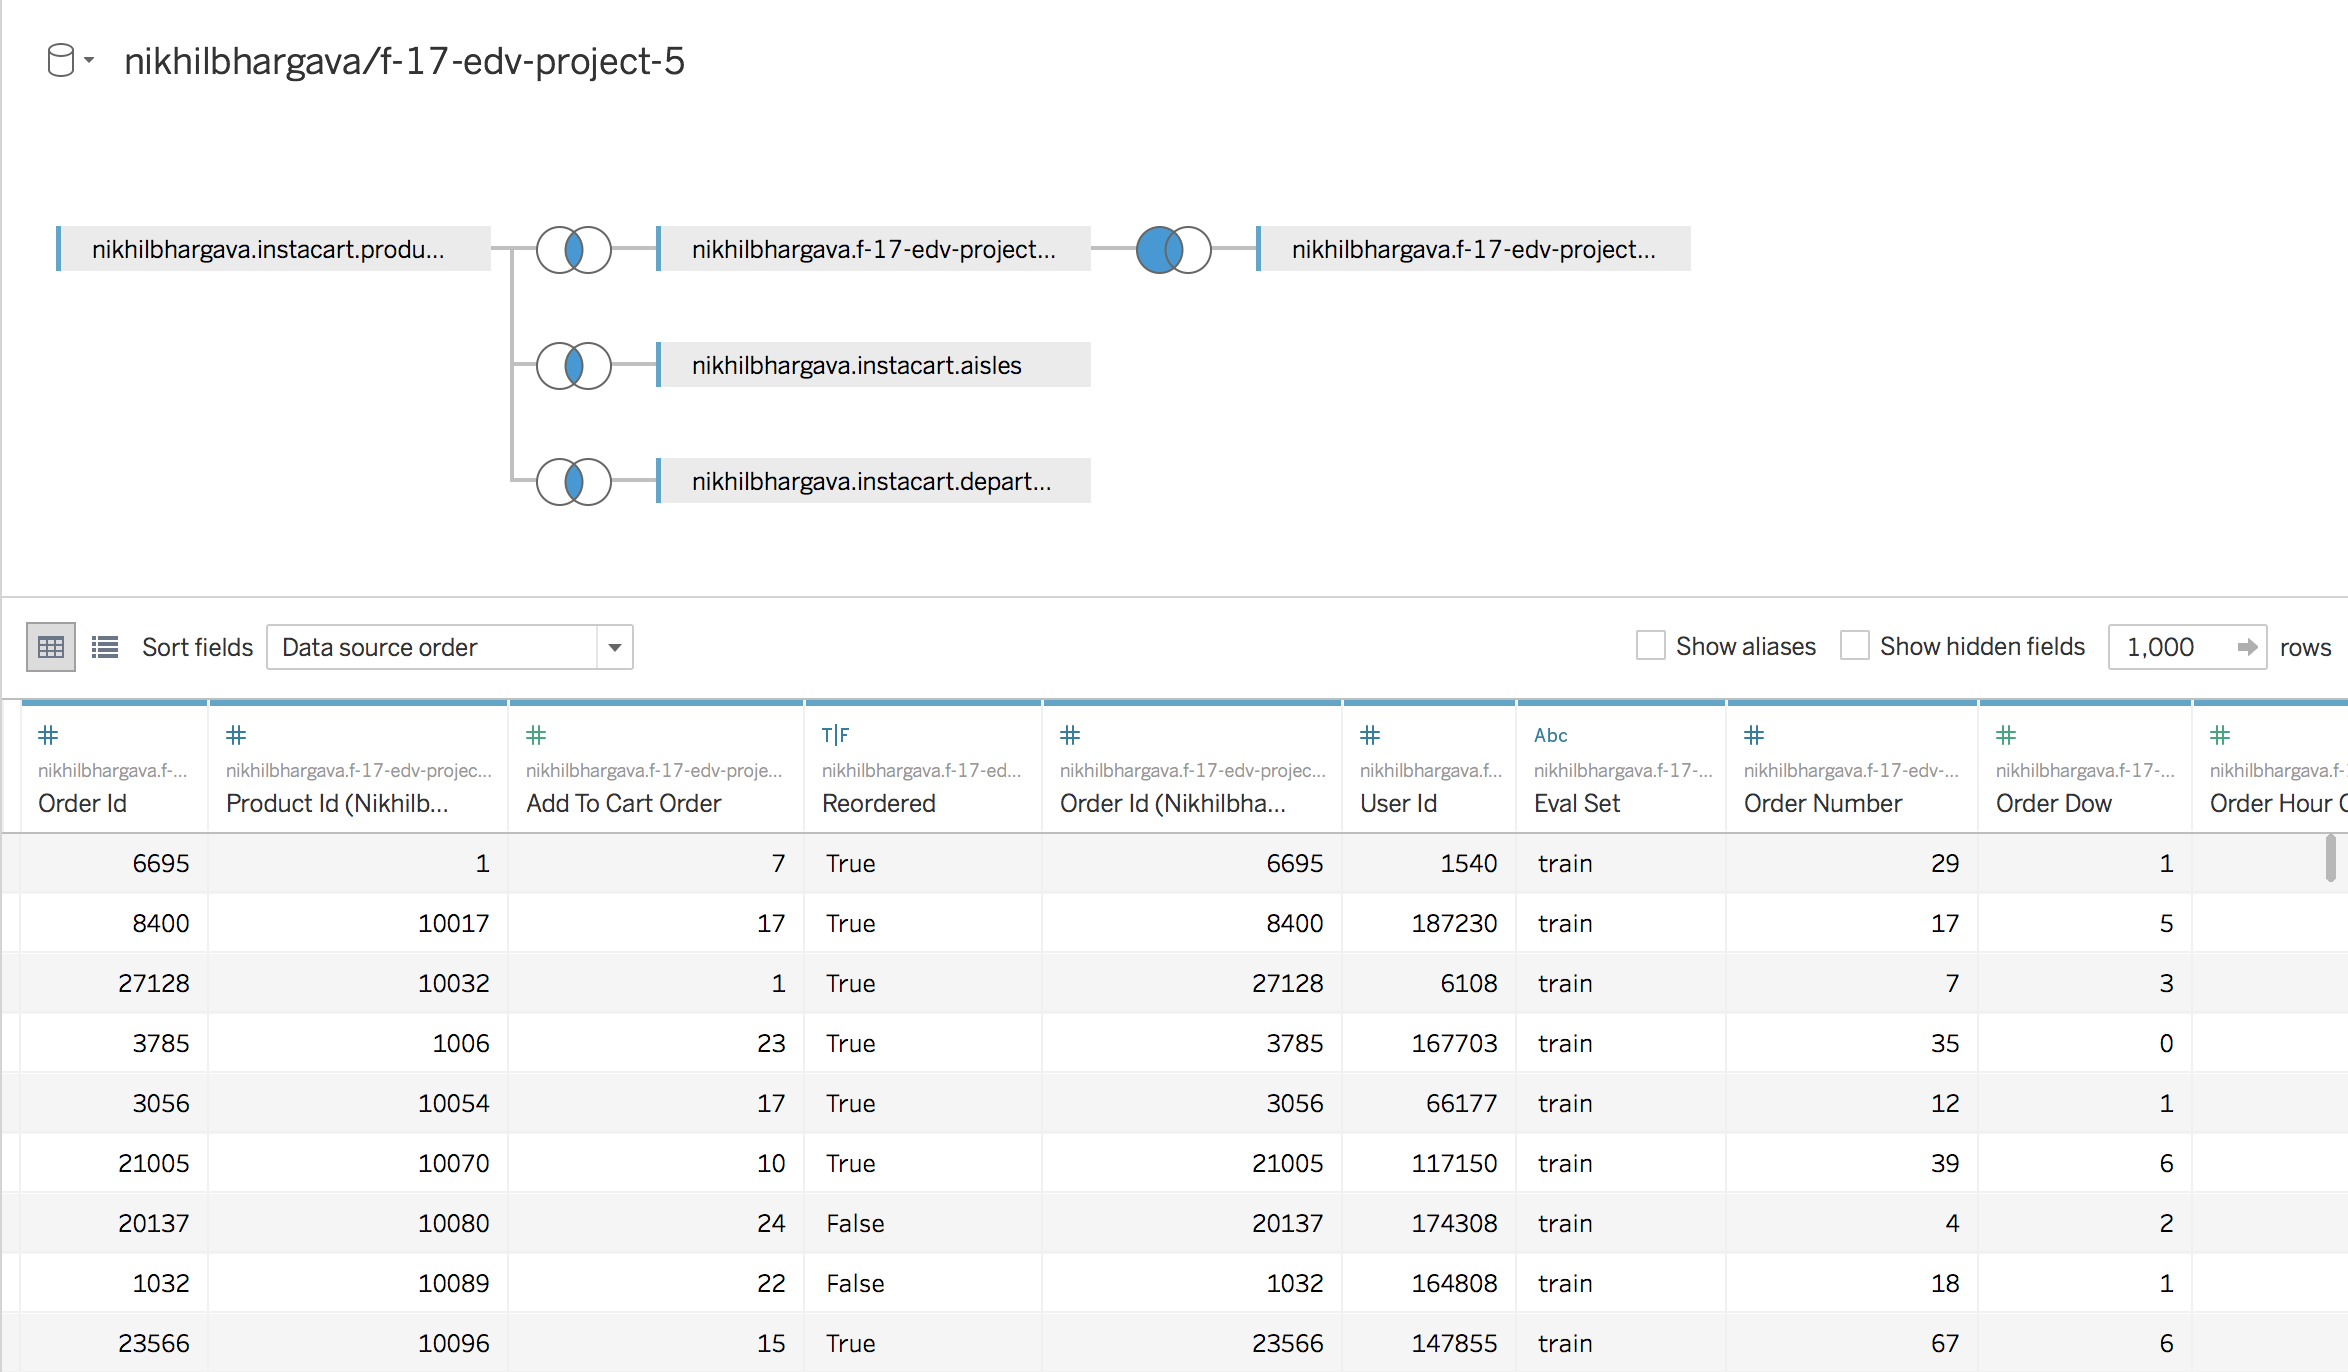 nikhilbhargava/f-17-edv-project-5
nikhilbhargava.instacart.produ... nikhilbhargava.f-17-edv-project... nikhilbhargava.f-17-edv-project...
nikhilbhargava.instacart.aisles
nikhilbhargava.instacart.depart...
Sort fields Data source order Show aliases Show hidden fields 1,000 rows
# # # T|F # # Abc # # #
nikhilbhargava.f-... nikhilbhargava.f-17-edv-projec... nikhilbhargava.f-17-edv-proje... nikhilbhargava.f-17-ed... nikhilbhargava.f-17-edv-projec... nikhilbhargava.f... nikhilbhargava.f-17-... nikhilbhargava.f-17-edv-... nikhilbhargava.f-17-... nikhilbhargava.f-
Order Id Product Id (Nikhilb... Add To Cart Order Reordered Order Id (Nikhilbha... User Id Eval Set Order Number Order Dow Order Hour
6695 1 7 True 6695 1540 train 29 1
8400 10017 17 True 8400 187230 train 17 5
27128 10032 1 True 27128 6108 train 7 3
3785 1006 23 True 3785 167703 train 35 0
3056 10054 17 True 3056 66177 train 12 1
21005 10070 10 True 21005 117150 train 39 6
20137 10080 24 False 20137 174308 train 4 2
1032 10089 22 False 1032 164808 train 18 1
23566 10096 15 True 23566 147855 train 67 6